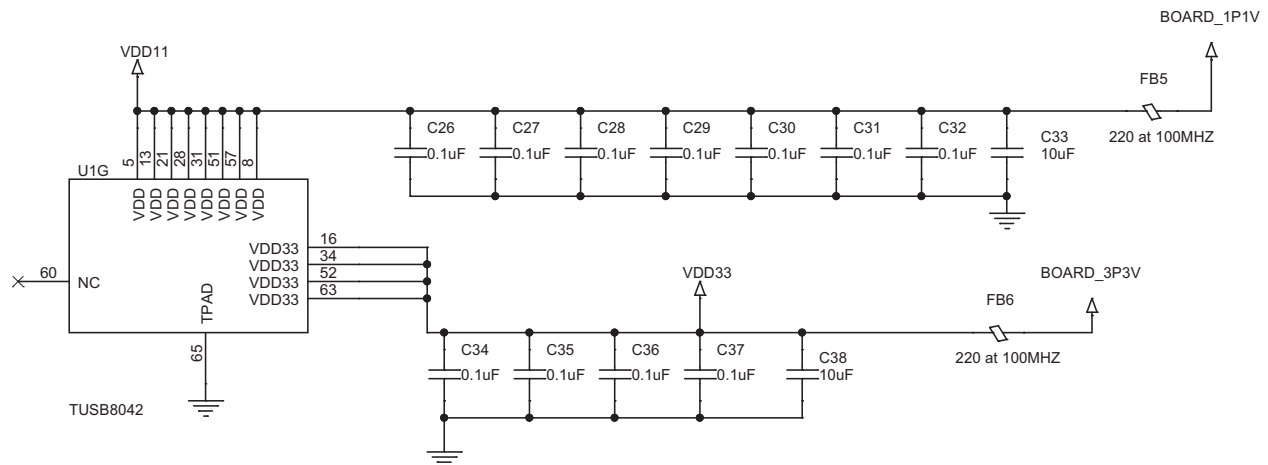 BOARD_1P1V
VDD11
FB5
220 at 100MHZ
C26
0.1uF
C27
0.1uF
C28
0.1uF
C29
0.1uF
C30
0.1uF
C31
0.1uF
C32
0.1uF
C33
10uF
5
13
21
28
31
51
57
8
U1G
VDD
VDD
VDD
VDD
VDD
VDD
VDD
VDD
VDD33
16
VDD33
34
VDD33
52
VDD33
63
60
NC
TPAD
65
TUSB8042
VDD33
BOARD_3P3V
FB6
220 at 100MHZ
C34
0.1uF
C35
0.1uF
C36
0.1uF
C37
0.1uF
C38
10uF